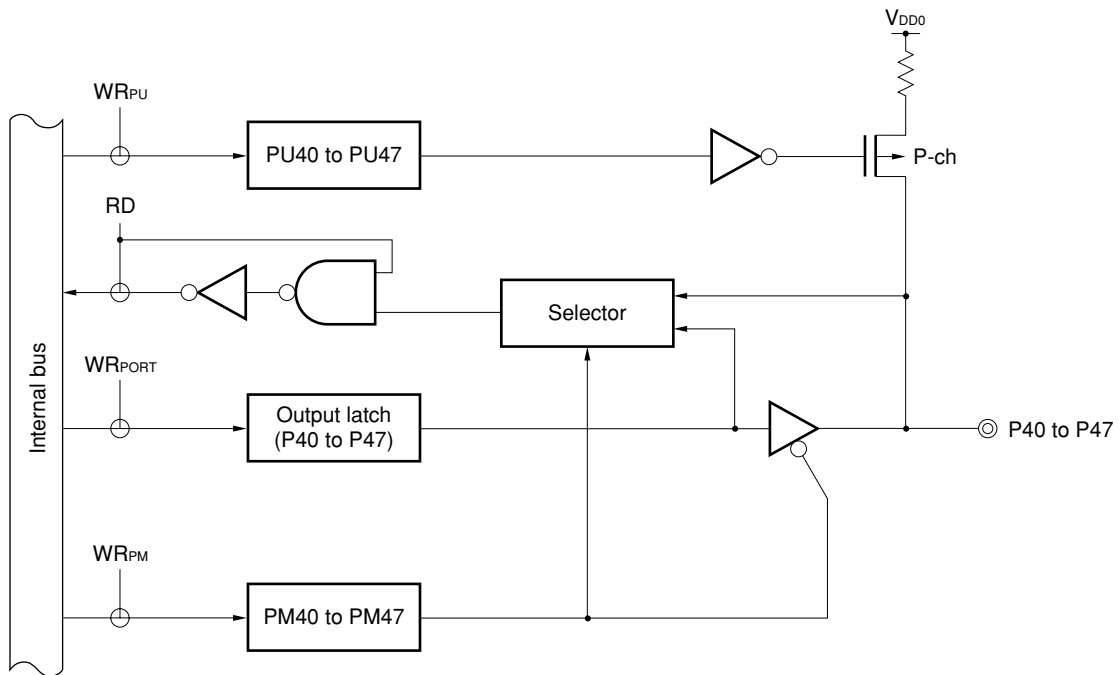 VDD0
WRPU
PU40 to PU47
P-ch
RD
Selector
WRPORT
Internal bus
Output latch
(P40 to P47)
P40 to P47
WRPM
PM40 to PM47